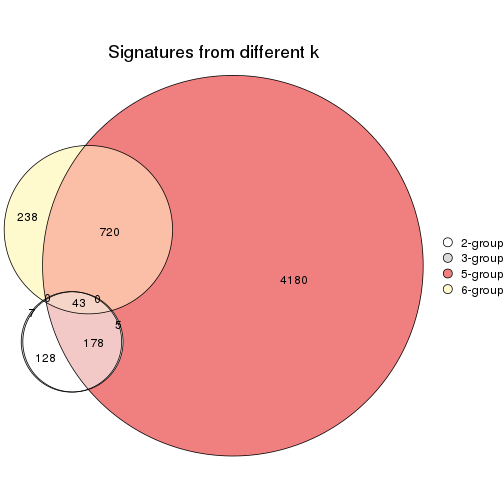 Signatures from different k
238
720
4180
0
43
0
7
5
178
128
2-group
3-group
5-group
6-group